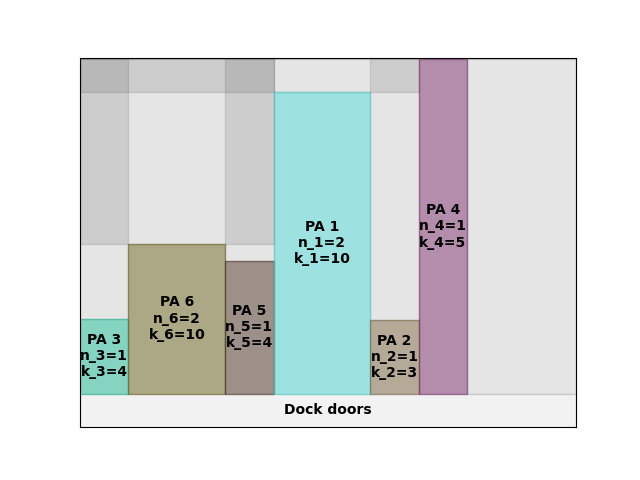 PA 3
n_3=1
k_3=4
PA 6
n_6=2
k_6=10
PA 5
n_5=1
k_5=4
PA 1
n_1=2
k_1=10
PA 2
n_2=1
k_2=3
PA 4
n_4=1
k_4=5
Dock doors